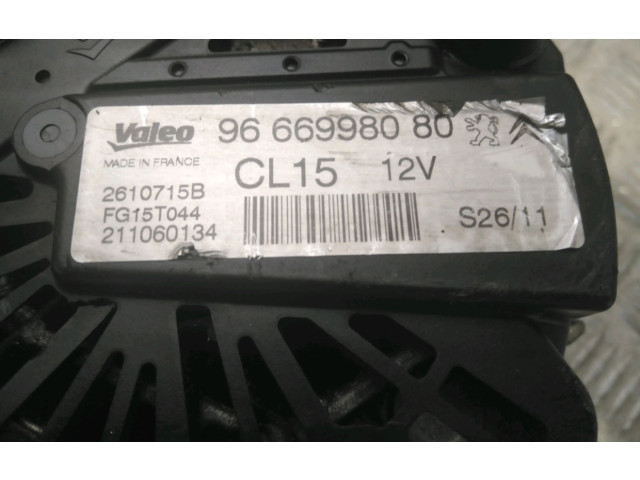 Valeo 96 669980 80
MADE IN FRANCE CL15 12V
2610715B
FG15T044
211060134
S26/11